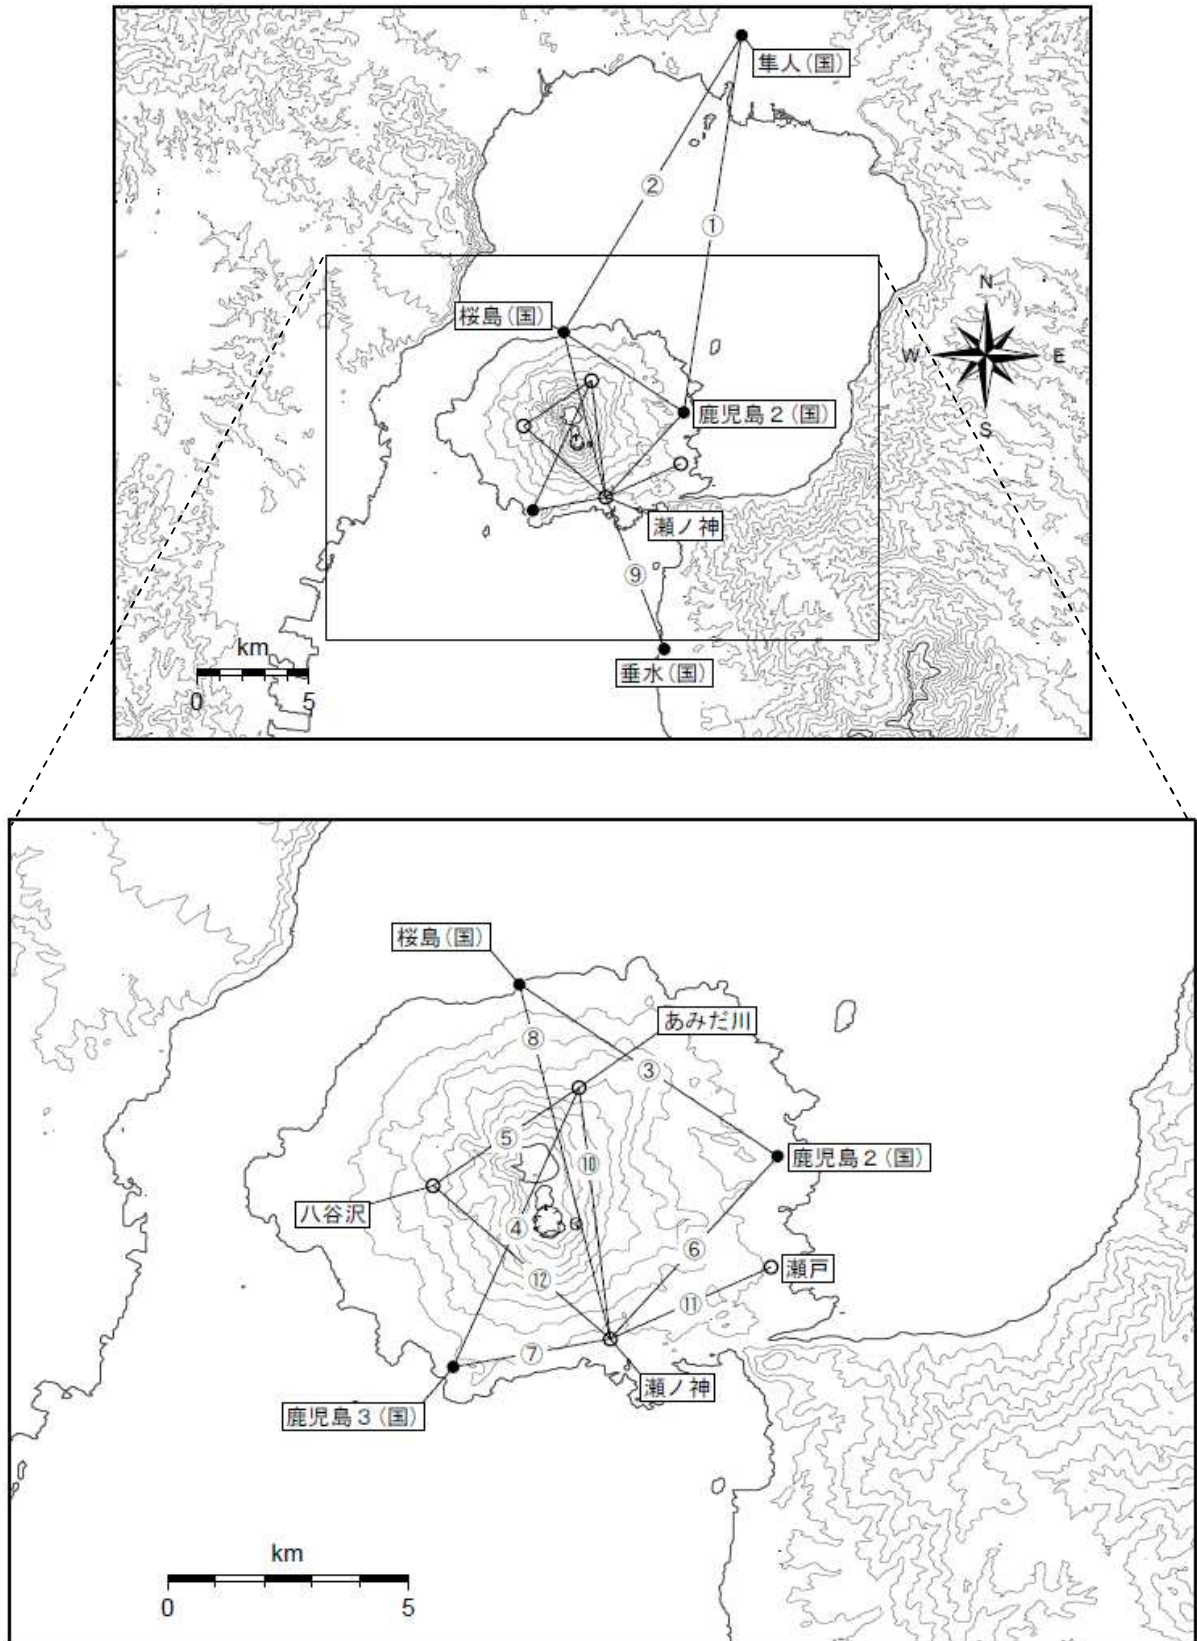 隼人(国)
②
①
N
桜島(国)
W
E
鹿児島2(国)
S
瀬ノ神
⑨
km
垂水(国)
0
5
桜島(国)
あみだ川
⑧
③
⑤
鹿児島2(国)
⑩
八谷沢
④
⑥
瀬戸
⑫
⑪
⑦
瀬ノ神
鹿児島3(国)
km
0
5